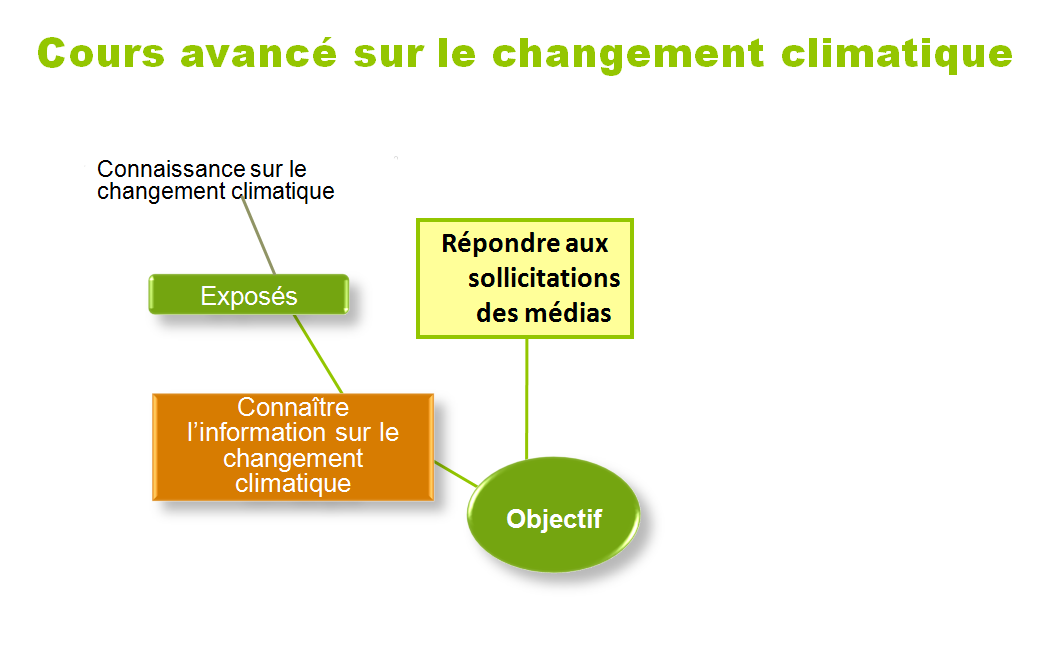 Cours avancé sur le changement climatique
Connaissance sur le
changement climatique
Répondre aux
sollicitations
des médias
Exposés
Connaître
l’information sur le
changement
climatique
Objectif